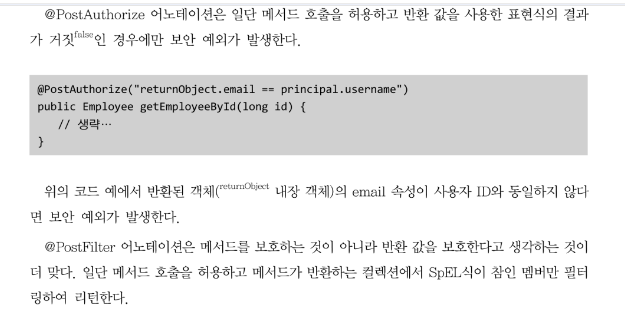 @PostAuthorize 어노테이션은 일단 메서드 호출을 허용하고 반환 값을 사용한 표현식의 결과
가 거짓false인 경우에만 보안 예외가 발생한다.
@PostAuthorize("returnObject.email == principal.username")
public Employee getEmployeeById(long id) {
// 생략…
}
위의 코드 예에서 반환된 객체(returnObject 내장 객체)의 email 속성이 사용자 ID와 동일하지 않다
면 보안 예외가 발생한다.
@PostFilter 어노테이션은 메서드를 보호하는 것이 아니라 반환 값을 보호한다고 생각하는 것이
더 맞다. 일단 메서드 호출을 허용하고 메서드가 반환하는 컬렉션에서 SpEL식이 참인 멤버만 필터
링하여 리턴한다.